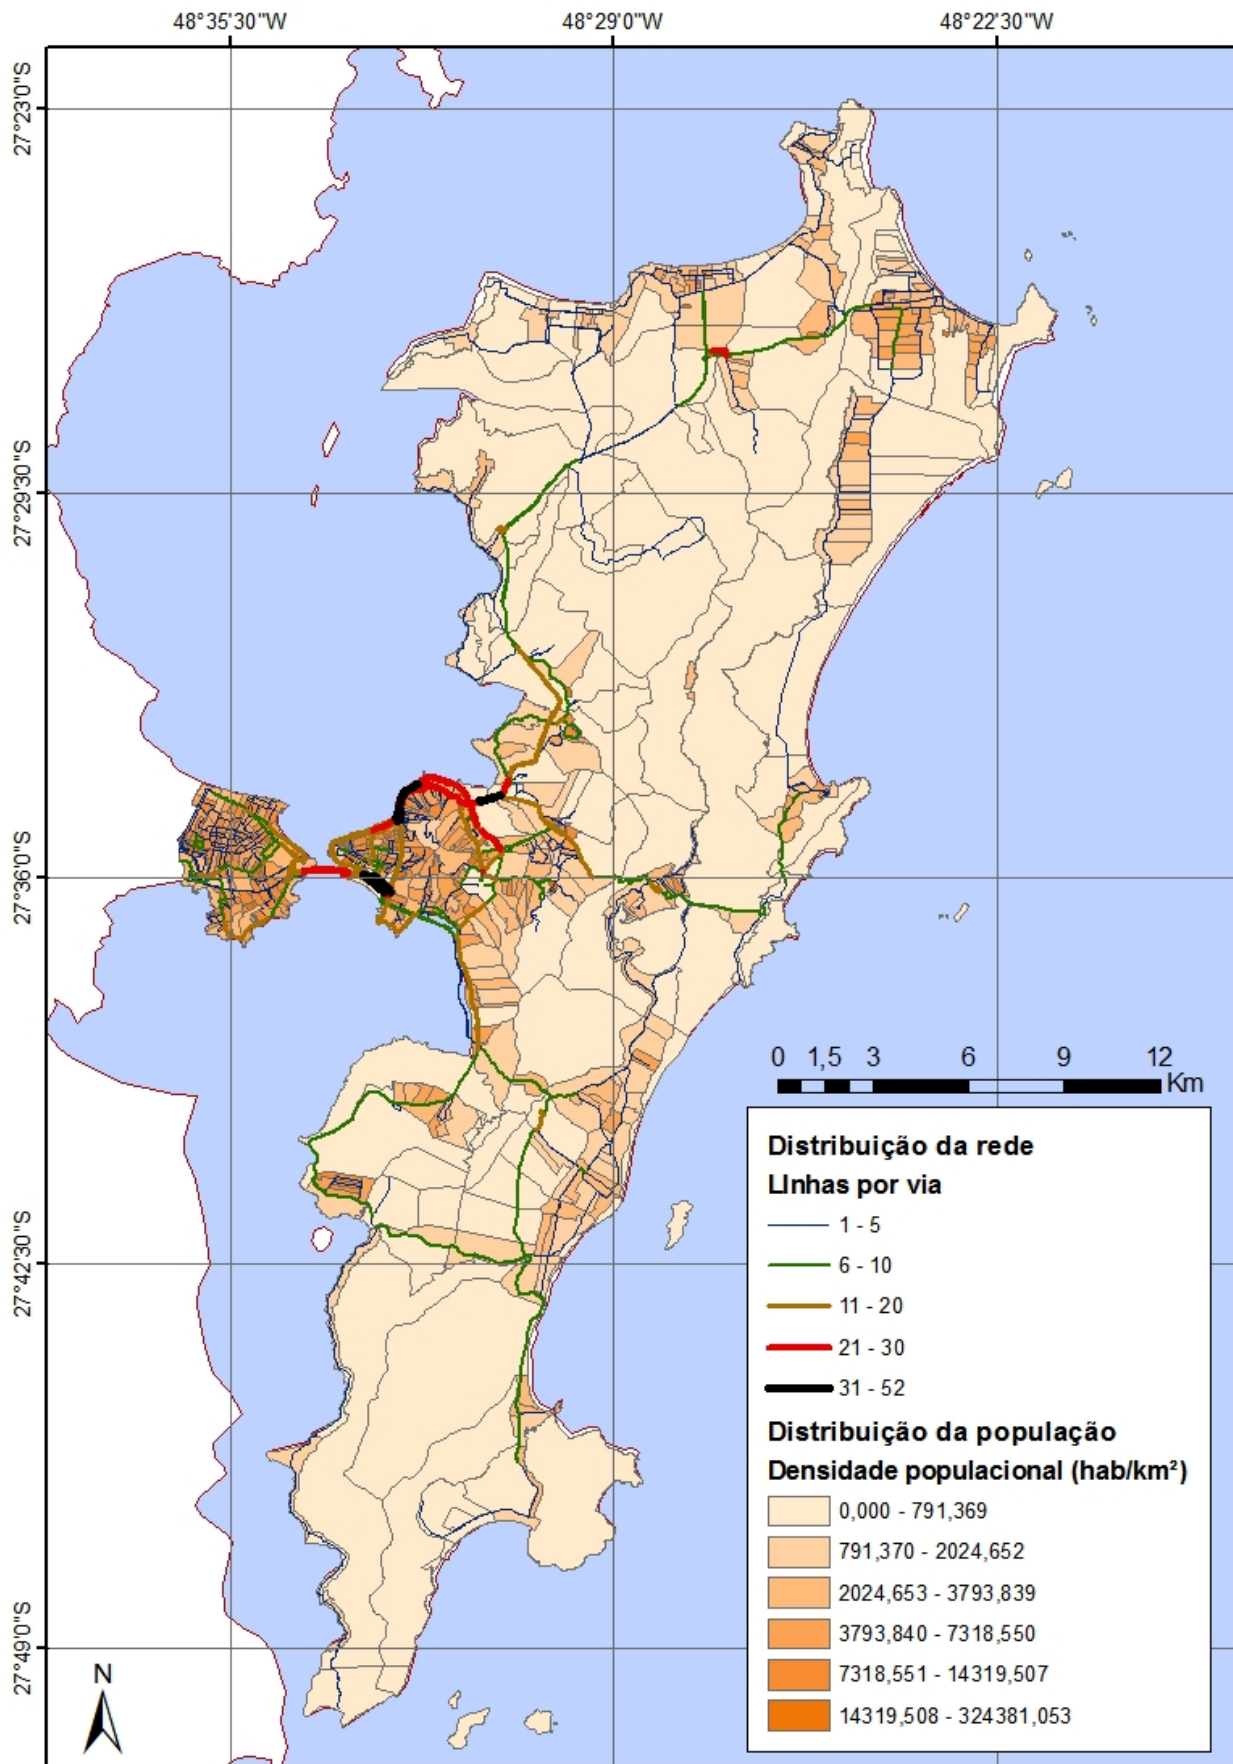 48°35'30"W
48°29'0"W
48°22'30"W
27°23'0"S
27°29'30"S
27°36'0"S
27°42'30"S
27°49'0"S
0 1,5 3 6 9 12
Km
Distribuição da rede
LInhas por via
1 - 5
6 - 10
11 - 20
21 - 30
31 - 52
Distribuição da população
Densidade populacional (hab/km²)
0,000 - 791,369
791,370 - 2024,652
2024,653 - 3793,839
3793,840 - 7318,550
7318,551 - 14319,507
14319,508 - 324381,053
N